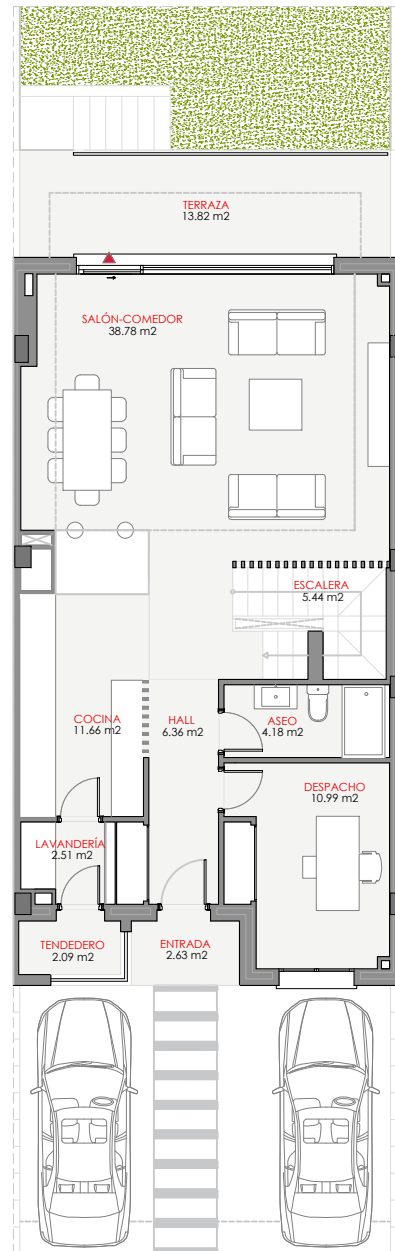 TERRAZA
13.82 m2
SALÓN-COMEDOR
38.78 m2
ESCALERA
5.44 m2
COCINA
11.66 m2
HALL
6.36 m2
ASEO
4.18 m2
DESPACHO
10.99 m2
LAVANDERÍA
2.51 m2
TENDEDERO
2.09 m2
ENTRADA
2.63 m2